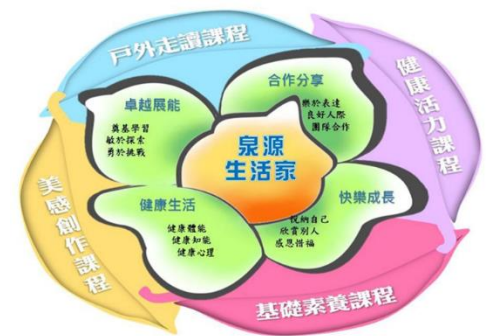 戶外走讀課程
健康活力課程
基礎素養課程
美感創作課程
泉源
生活家
卓越展能
奠基學習
敏於探索
勇於挑戰
合作分享
樂於表達
良好人際
團隊合作
健康生活
健康體能
健康知能
健康心理
快樂成長
悅納自己
欣賞別人
感恩惜福